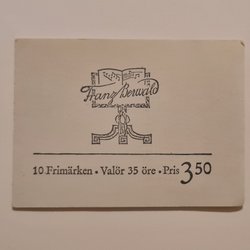 Franz Berwald
10 Frimärken • Valör 35 öre • Pris 3 50